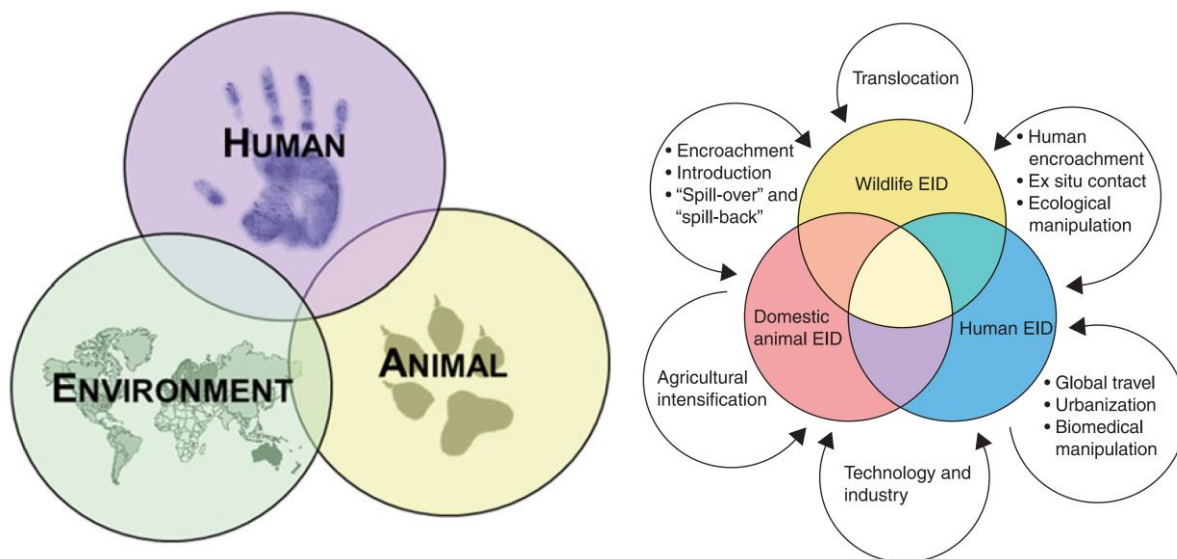 HUMAN
ENVIRONMENT
ANIMAL
Translocation
• Encroachment
• Introduction
• “Spill-over” and
“spill-back”
Wildlife EID
• Human
encroachment
• Ex situ contact
• Ecological
manipulation
Domestic
animal EID
Human EID
Agricultural
intensification
• Global travel
• Urbanization
• Biomedical
manipulation
Technology and
industry